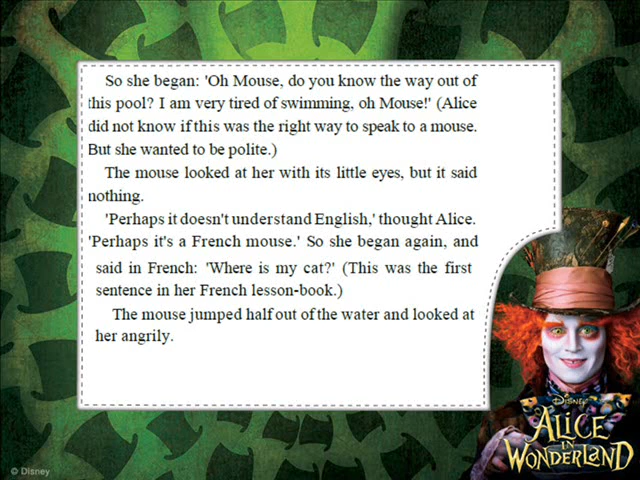 So she began: 'Oh Mouse, do you know the way out of
this pool? I am very tired of swimming, oh Mouse!' (Alice
did not know if this was the right way to speak to a mouse.
But she wanted to be polite.)
The mouse looked at her with its little eyes, but it said
nothing.
'Perhaps it doesn't understand English,' thought Alice.
'Perhaps it's a French mouse.' So she began again, and
said in French: 'Where is my cat?' (This was the first
sentence in her French lesson-book.)
The mouse jumped half out of the water and looked at
her angrily.
DISNEY
ALICE
IN
WONDERLAND
© Disney